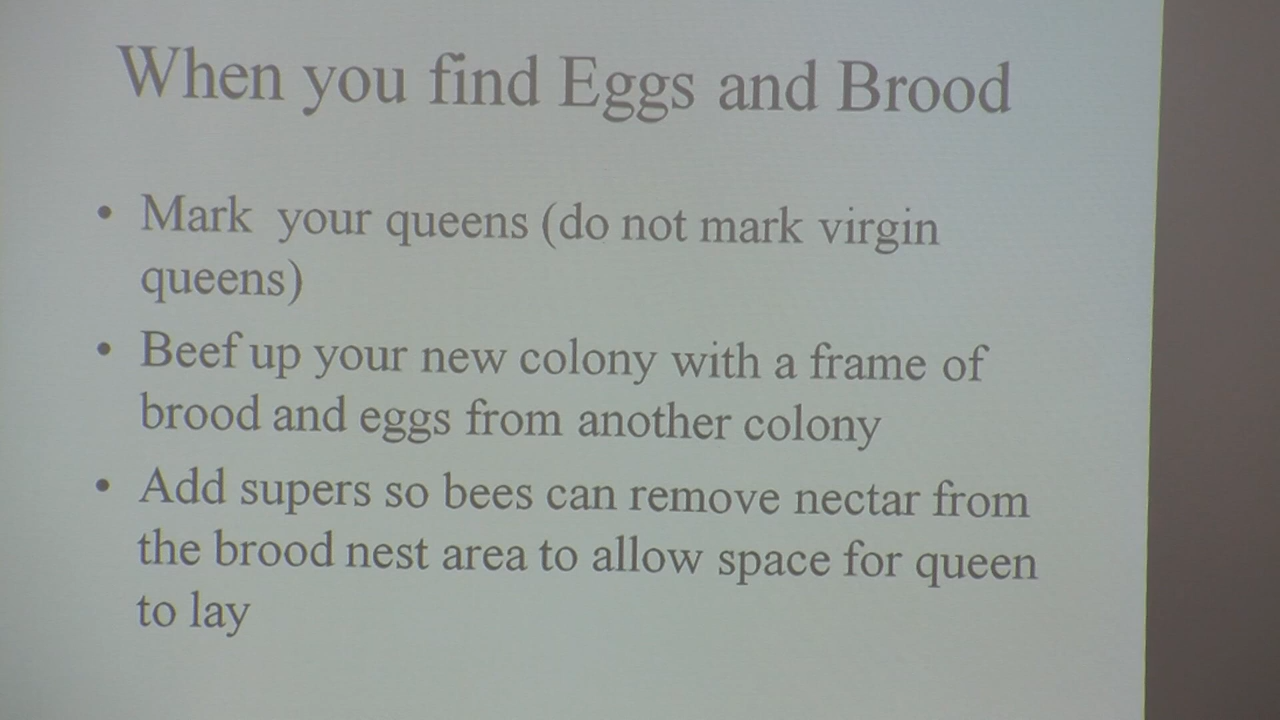 When you find Eggs and Brood
• Mark  your queens (do not mark virgin
queens)
• Beef up your new colony with a frame of
brood and eggs from another colony
• Add supers so bees can remove nectar from
the brood nest area to allow space for queen
to lay